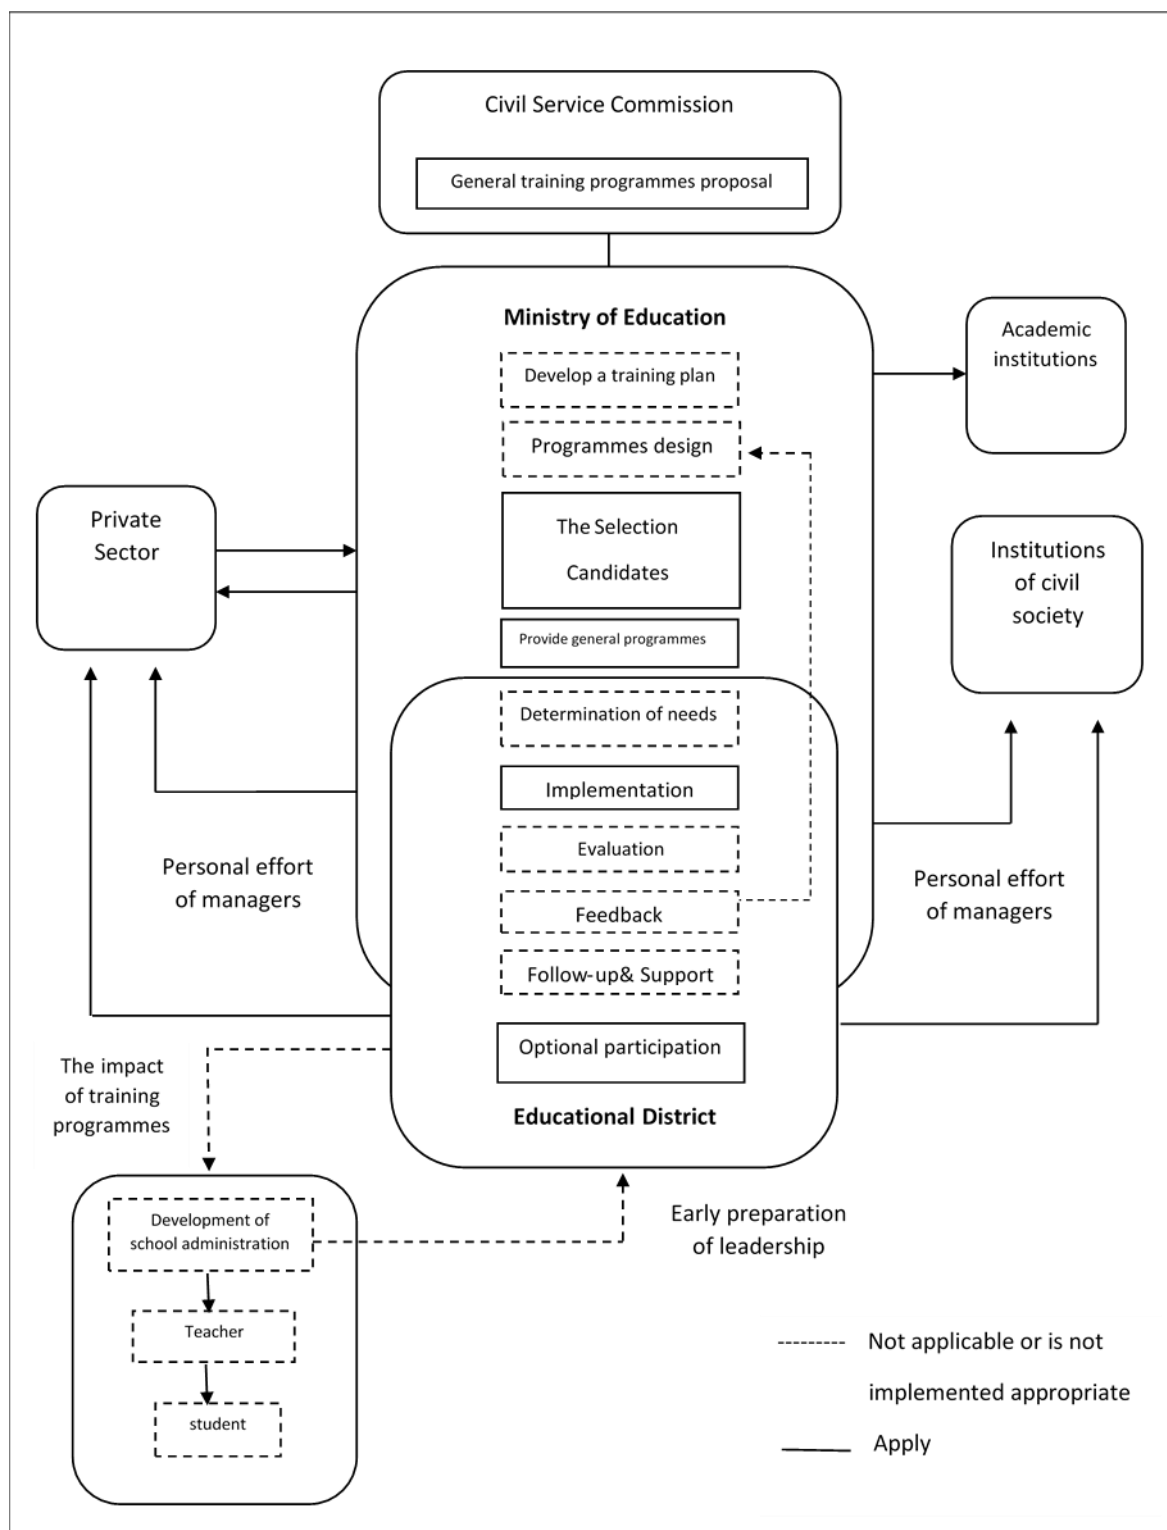 Civil Service Commission
General training programmes proposal
Ministry of Education
Develop a training plan
Programmes design
The Selection
Candidates
Provide general programmes
Academic
institutions
Private
Sector
Institutions
of civil
society
Determination of needs
Implementation
Evaluation
Feedback
Follow-up& Support
Optional participation
Educational District
Personal effort
of managers
Personal effort
of managers
The impact
of training
programmes
Development of
school administration
Teacher
student
Early preparation
of leadership
Not applicable or is not
implemented appropriate
Apply